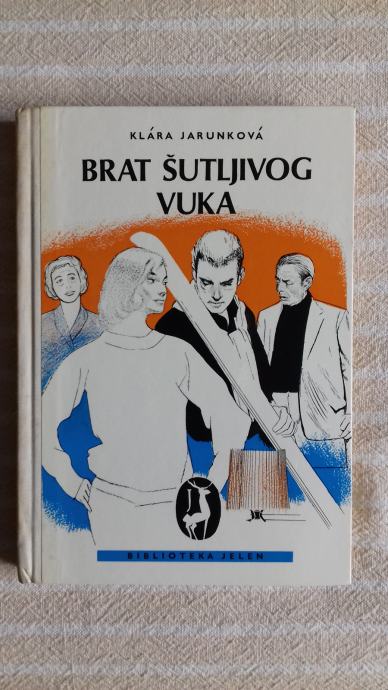 KLÁRA JARUNKOVÁ
BRAT ŠUTLJIVOG
VUKA
BIBLIOTEKA JELEN